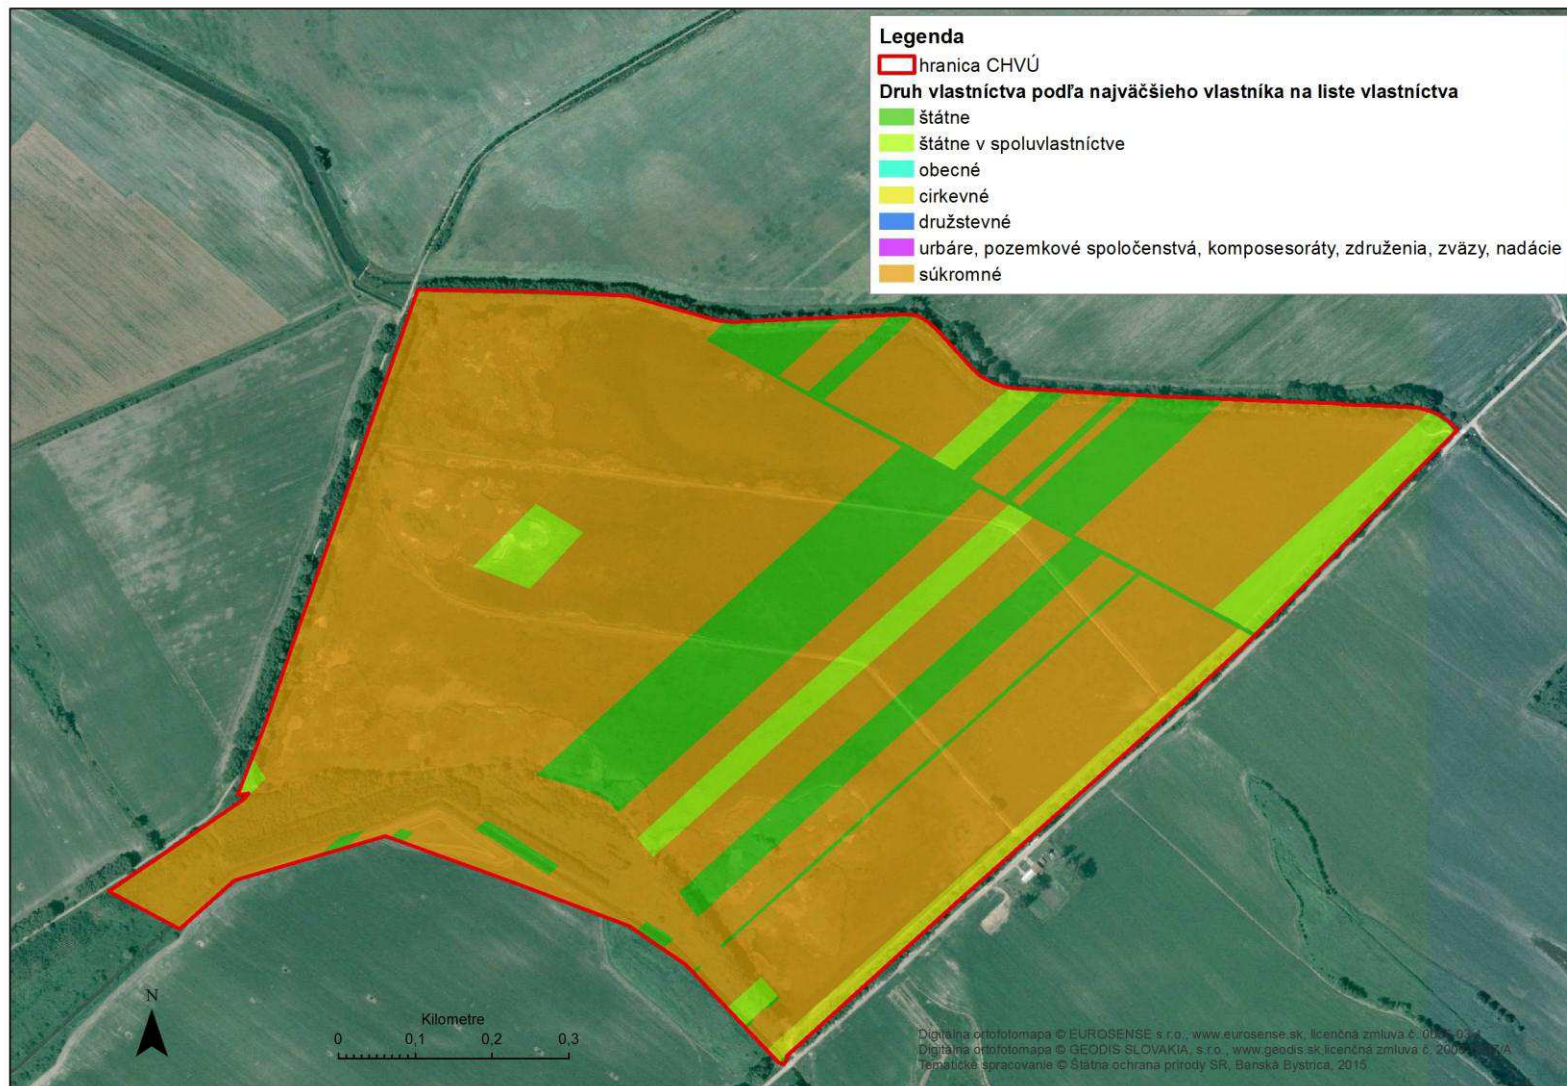 Legenda
hranica CHVÚ
Druh vlastníctva podľa najväčšieho vlastníka na liste vlastníctva
štátne
štátne v spoluvlastníctve
obecné
cirkevné
družstevné
urbáre, pozemkové spoločenstvá, komposesoráty, združenia, zväzy, nadácie
súkromné
N
Kilometre
0 0,1 0,2 0,3
Digitálna ortofotomapa © EUROSENSE s.r.o., www.eurosense.sk, licenčná zmluva č.
Digitálna ortofotomapa © GEODIS SLOVAKIA, s.r.o., www.geodis.sk,licenčná zmluva č.
Tematické spracovanie © Štátna ochrana prírody SR, Banská Bystrica, 2015